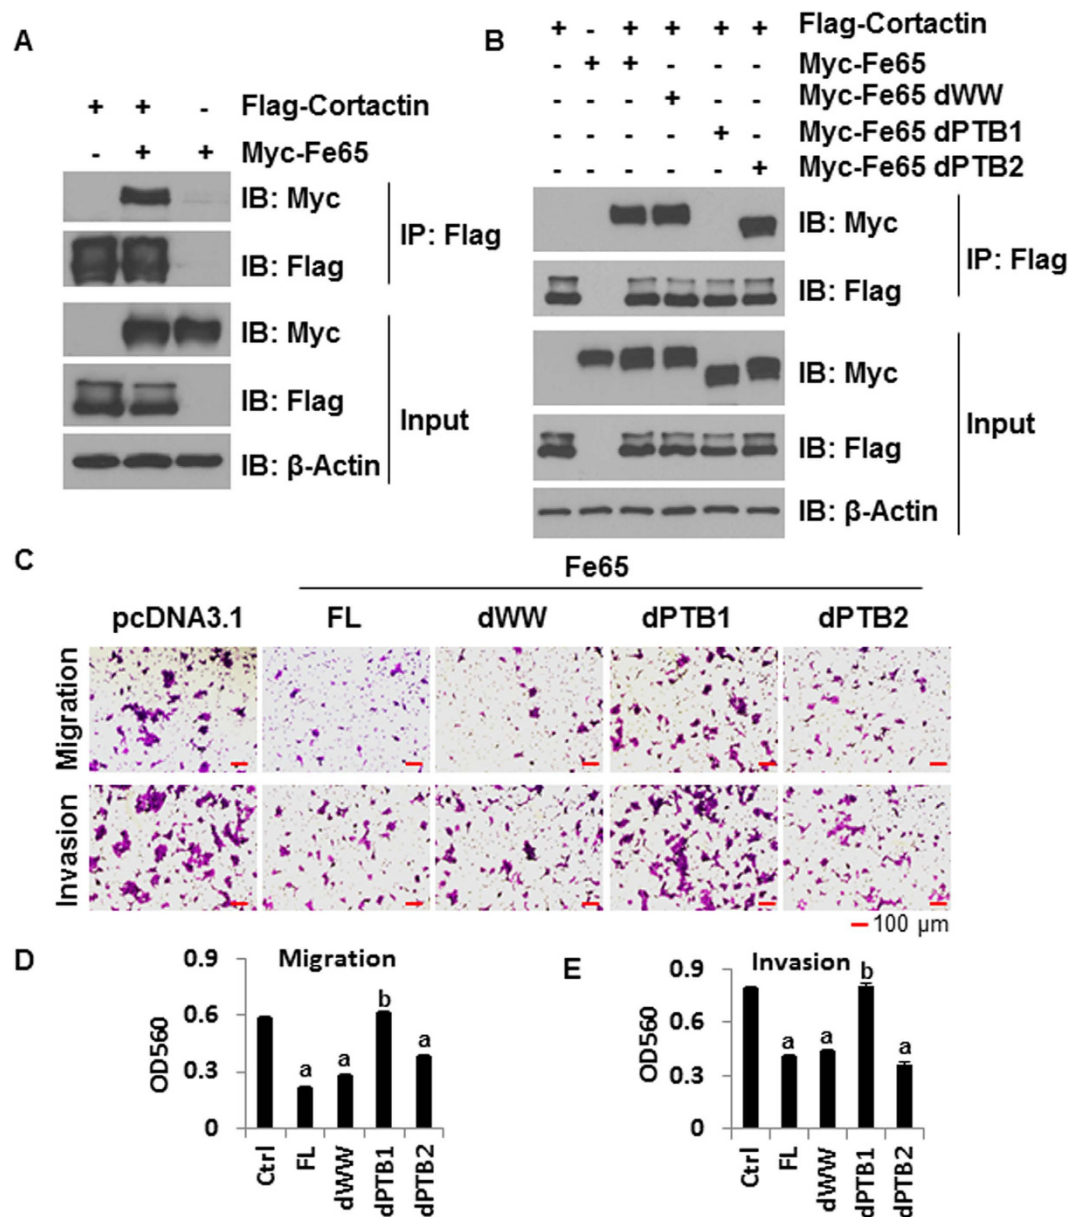 A
+ + - Flag-Cortactin
- + + Myc-Fe65
IB: Myc
IB: Flag
IP: Flag
IB: Myc
IB: Flag
IB: β-Actin
Input
B
+ - + + + + Flag-Cortactin
- + + - - - Myc-Fe65
- - - + - - Myc-Fe65 dWW
- - - - + - Myc-Fe65 dPTB1
- - - - - + Myc-Fe65 dPTB2
IB: Myc
IB: Flag
IP: Flag
IB: Myc
IB: Flag
IB: β-Actin
Input
C
Fe65
pcDNA3.1 FL dWW dPTB1 dPTB2
Migration
Invasion
100 μm
D
Migration
OD560
0.9
0.6
0.3
0
a a b a
Ctrl FL dWW dPTB1 dPTB2
E
Invasion
OD560
0.9
0.6
0.3
0
a a b a
Ctrl FL dWW dPTB1 dPTB2